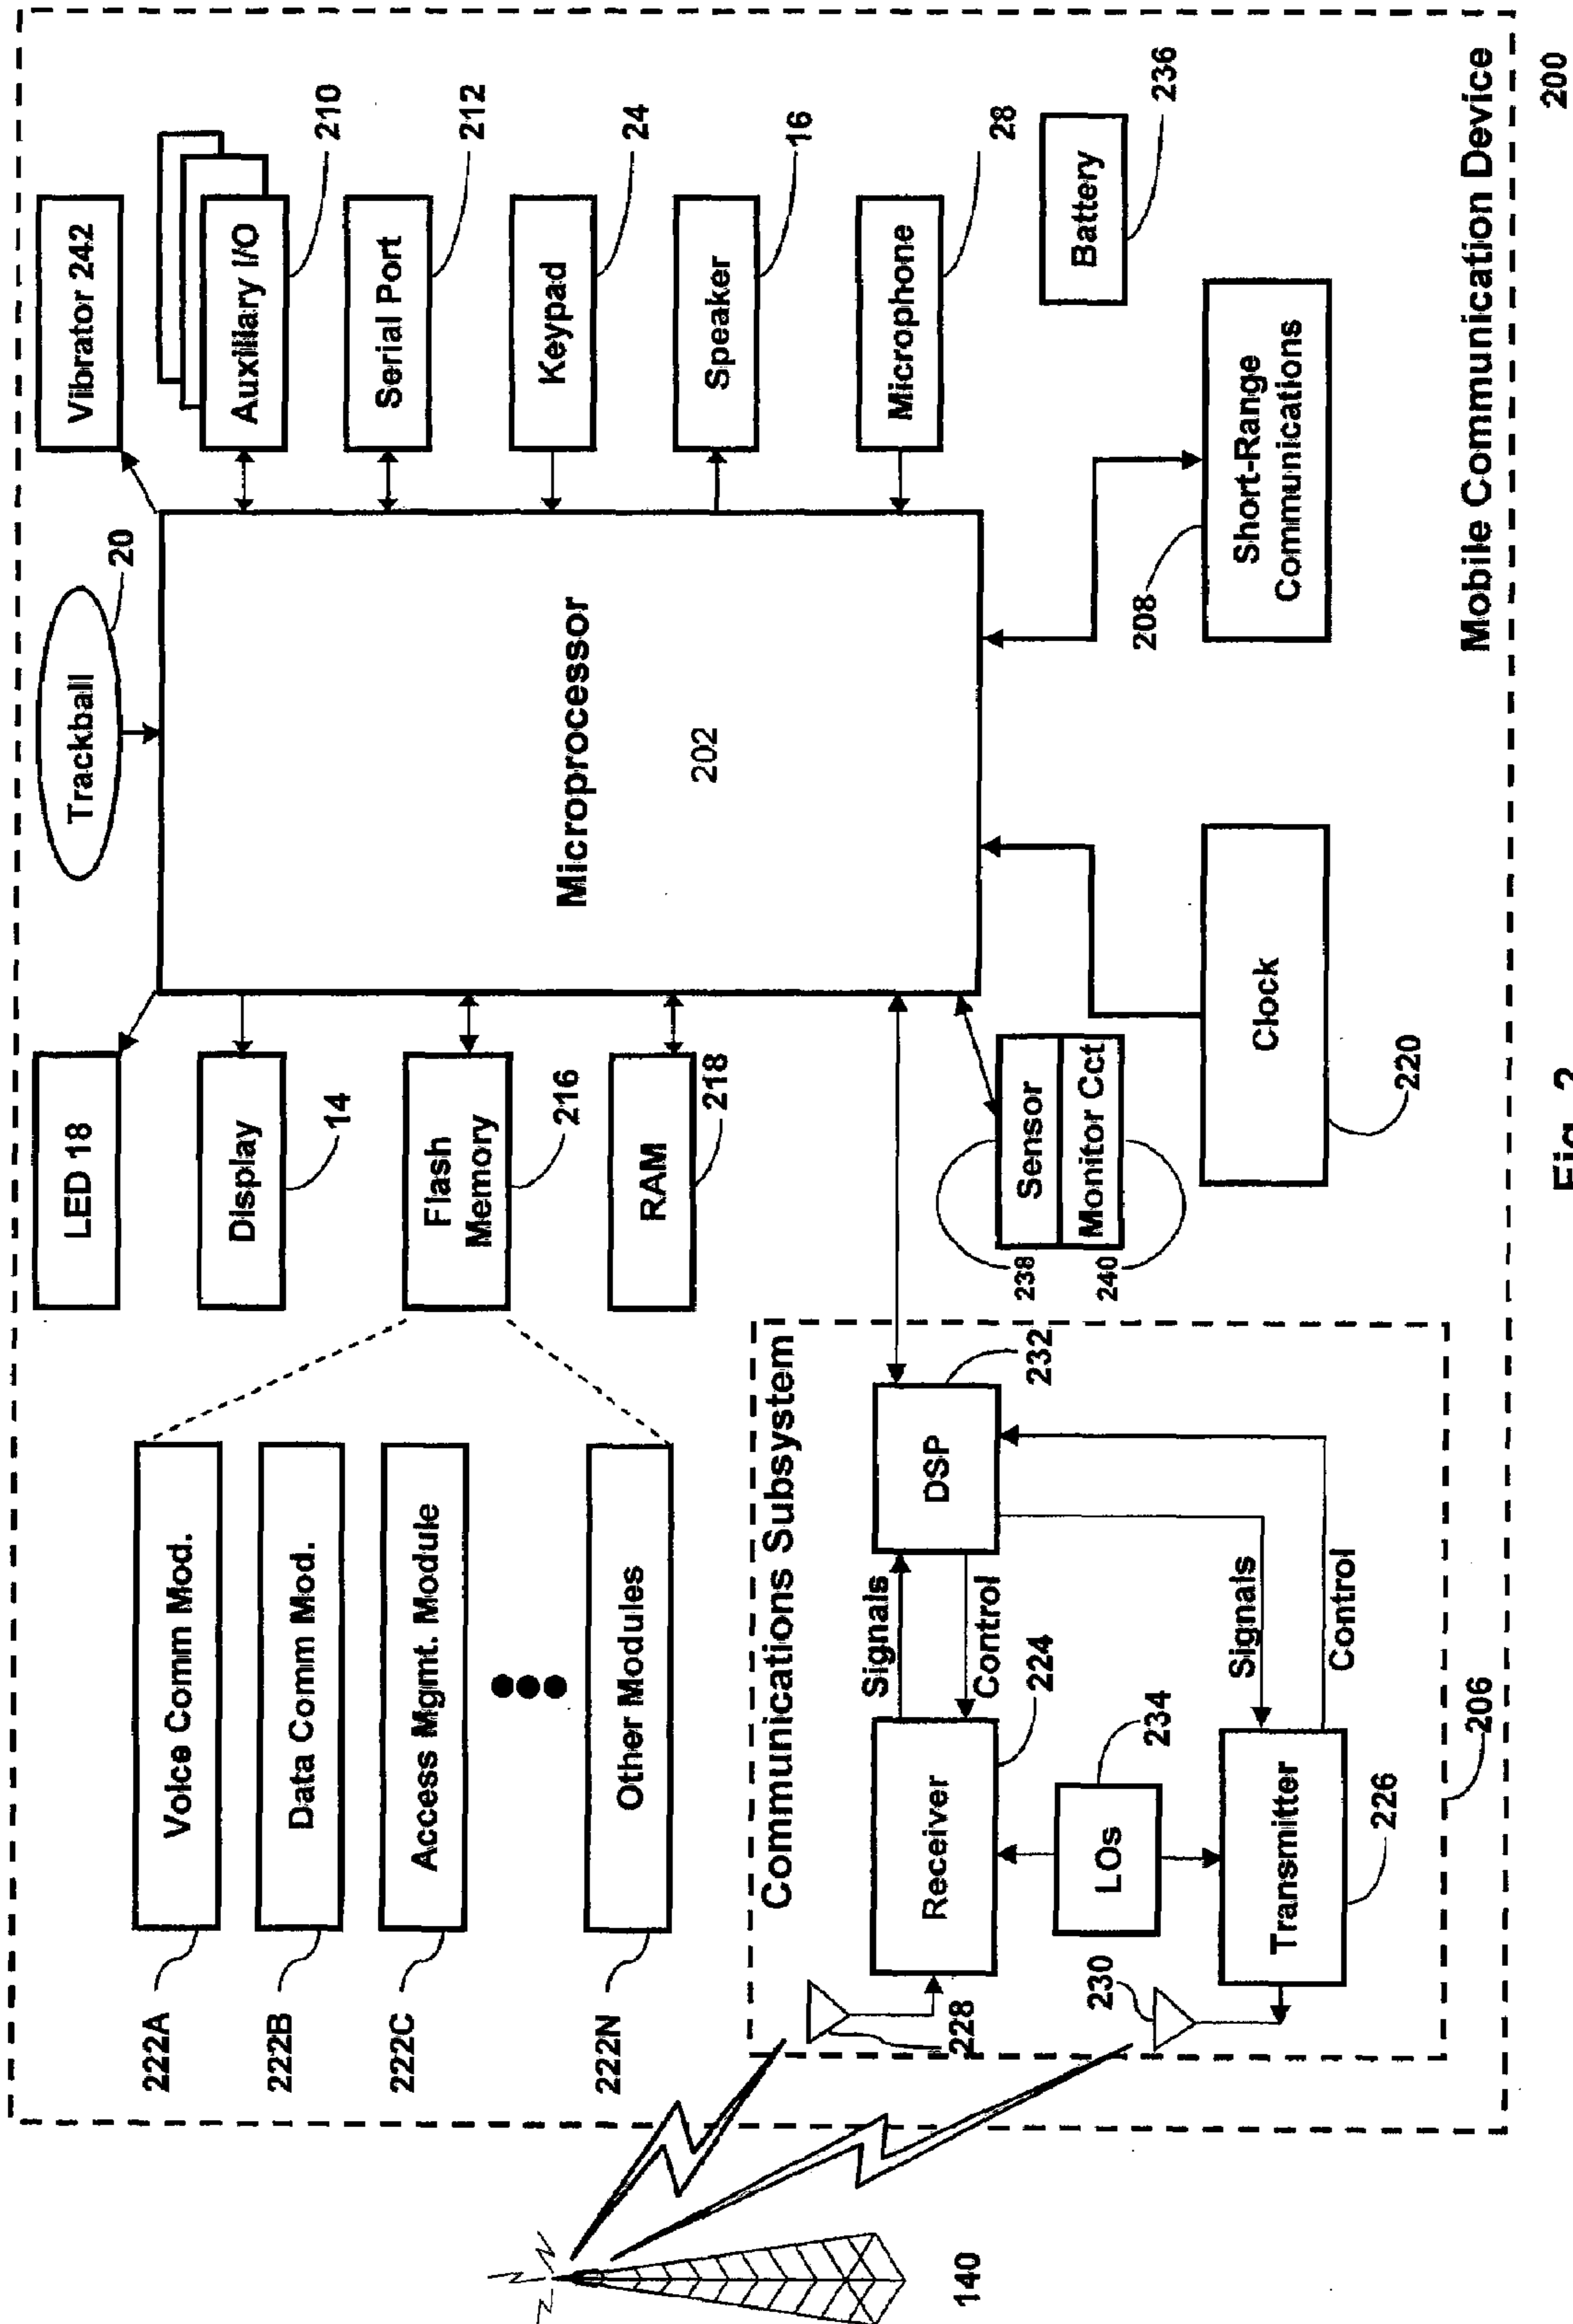 Trackball
20
LED 18
Vibrator 242
Display
14
Auxiliary I/O
210
Flash
Memory
216
Serial Port
212
RAM
218
Keypad
24
Speaker
16
Microphone
28
Microprocessor
202
Voice Comm Mod.
222A
Data Comm Mod.
222B
Access Mgmt. Module
222C
Other Modules
222N
Communications Subsystem
Signals
Control
DSP
232
Receiver
224
228
LOs
234
230
Signals
Control
Transmitter
226
206
Sensor
Monitor Cct
238
240
Clock
220
208
Short-Range
Communications
Battery
236
140
Mobile Communication Device
200
Fig. 2